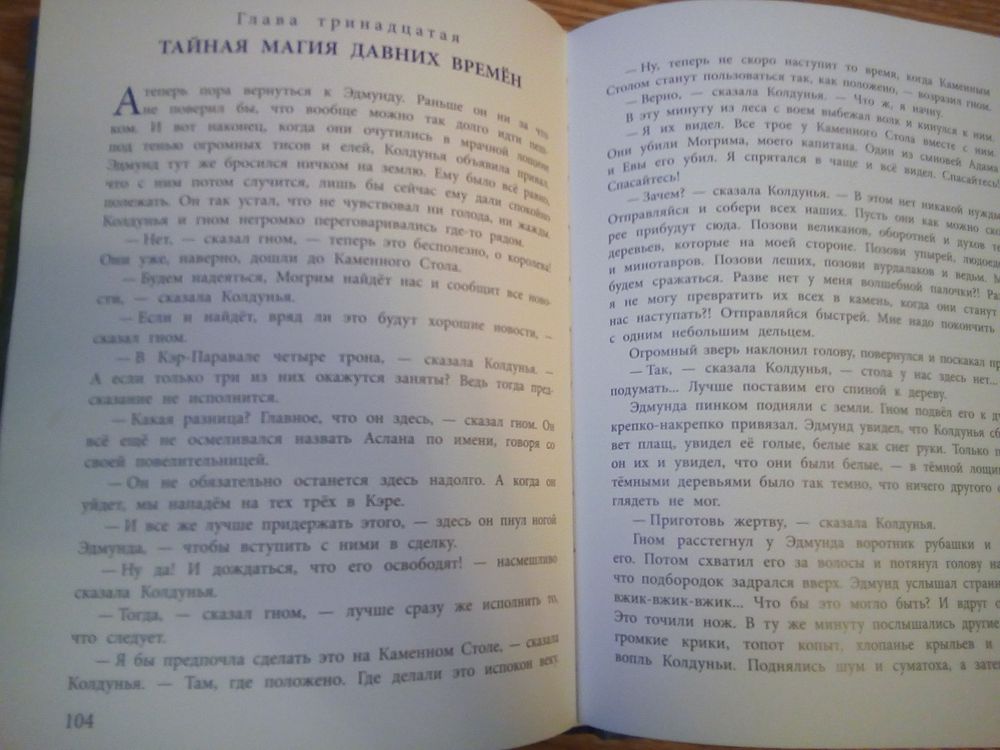 Глава тринадцатая
ТАЙНАЯ МАГИЯ ДАВНИХ ВРЕМЁН
А теперь пора вернуться к Эдмунду. Раньше он ни за что
не поверил бы, что вообще можно так долго идти пеш-
ком. И вот наконец, когда они очутились в мрачной лощине
под тенью огромных тисов и елей, Колдунья объявила привал.
Эдмунд тут же бросился ничком на землю. Ему было всё равно,
что с ним потом случится, лишь бы сейчас ему дали спокойно
полежать. Он так устал, что не чувствовал ни голода, ни жажды.
Колдунья и гном негромко переговаривались где-то рядом.
— Нет, — сказал гном, — теперь это бесполезно, о королева!
Они уже, наверно, дошли до Каменного Стола.
— Будем надеяться, Могрим найдёт нас и сообщит все ново-
сти, — сказала Колдунья.
— Если и найдёт, вряд ли это будут хорошие новости, —
сказал гном.
— В Кэр-Паравале четыре трона, — сказала Колдунья. —
А если только три из них окажутся заняты? Ведь тогда пред-
сказание не исполнится.
— Какая разница? Главное, что он здесь, — сказал гном. Он
всё ещё не осмеливался назвать Аслана по имени, говоря со
своей повелительницей.
— Он не обязательно останется здесь надолго. А когда он
уйдёт, мы нападём на тех трёх в Кэре.
— И все же лучше придержать этого, — здесь он пнул ногой
Эдмунда, — чтобы вступить с ними в сделку.
— Ну да! И дождаться, что его освободят! — насмешливо
сказала Колдунья.
— Тогда, — сказал гном, — лучше сразу же исполнить то,
что следует.
— Я бы предпочла сделать это на Каменном Столе, — сказала
Колдунья. — Там, где положено. Где делали это испокон веку.
104
— Ну, теперь не скоро наступит то время, когда Каменным
Столом станут пользоваться так, как положено, — возразил гном.
— Верно, — сказала Колдунья. — Что ж, я начну.
В эту минуту из леса с воем выбежал волк и кинулся к ним.
— Я их видел. Все трое у Каменного Стола вместе с ним.
Они убили Могрима, моего капитана. Один из сыновей Адама
и Евы его убил. Я спрятался в чаще и всё видел. Спасайтесь!
Спасайтесь!
— Зачем? — сказала Колдунья. — В этом нет никакой нужды.
Отправляйся и собери всех наших. Пусть они как можно ско-
рее прибудут сюда. Позови великанов, оборотней и духов
деревьев, которые на моей стороне. Позови упырей, людоедов
и минотавров. Позови леших, позови вурдалаков и ведьм.
будем сражаться. Разве нет у меня волшебной палочки?!
я не могу превратить их всех в камень, когда они станут
нас наступать?! Отправляйся быстрей. Мне надо покончить
с одним небольшим дельцем.
Огромный зверь наклонил голову, повернулся и поскакал
— Так, — сказала Колдунья, — стола у нас здесь нет...
подумать... Лучше поставим его спиной к дереву.
Эдмунда пинком подняли с земли. Гном подвёл его к
крепко-накрепко привязал. Эдмунд увидел, что Колдунья
вет плащ, увидел её голые, белые как снег руки. Только
он их и увидел, что они были белые, — в тёмной лощине
тёмными деревьями было так темно, что ничего другого
глядеть не мог.
— Приготовь жертву, — сказала Колдунья.
Гном расстегнул у Эдмунда воротник рубашки и
его. Потом схватил его за волосы и потянул голову
что подбородок задрался вверх. Эдмунд услышал
вжик-вжик-вжик... Что бы это могло быть? И вдруг
Это точили нож. В ту же минуту послышались другие
громкие крики, топот копыт, хлопанье крыльев и
вопль Колдуньи. Поднялись шум и суматоха, а